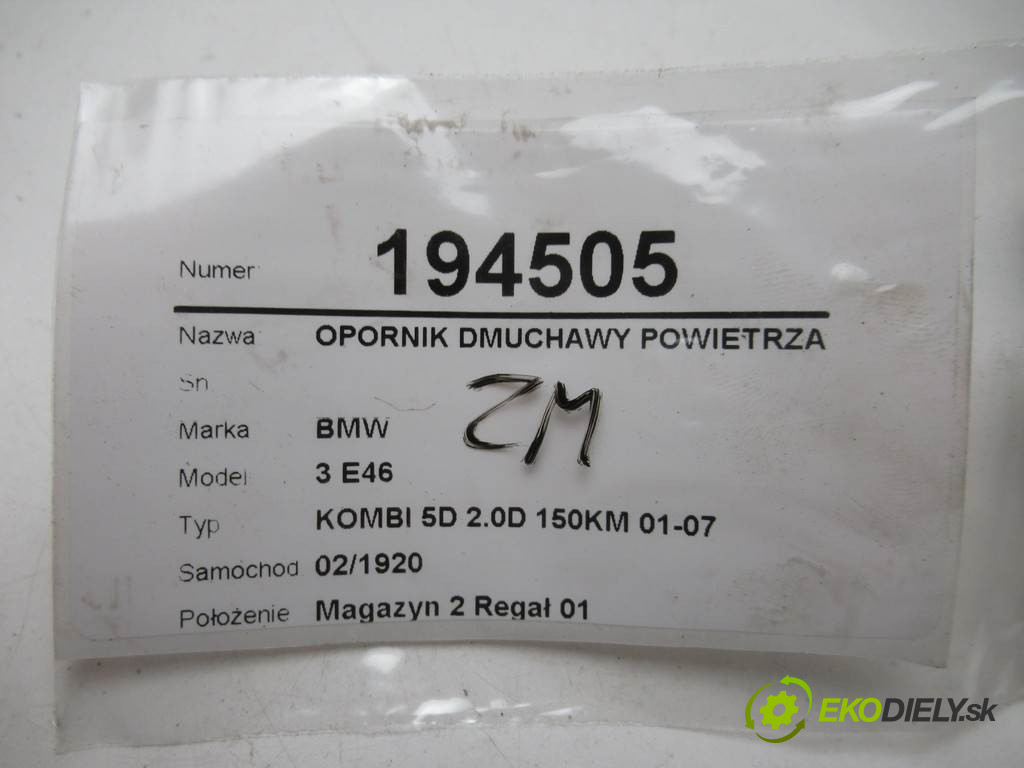 Numer 194505
Nazwa OPORNIK DMUCHAWY POWIETRZA
Sn
ZM
Marka BMW
Model 3 E46
Typ KOMBI 5D 2.0D 150KM 01-07
Samochod 02/1920
Położenie Magazyn 2 Regał 01
EKODIELY.sk